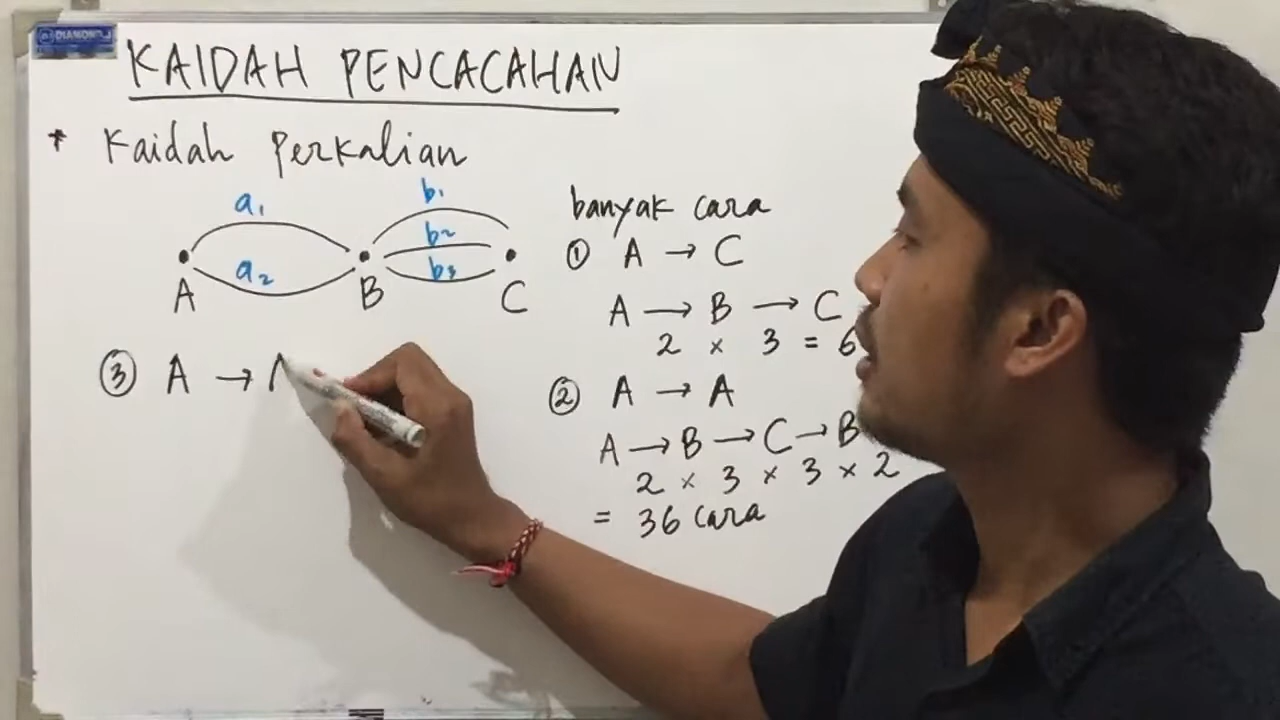 DIAMOND
KAIDAH PENCACAHAN
* Kaidah Perkalian
a₁
b₁
b₂
a₂
b₃
A
B
C
banyak cara
① A → C
A → B → C
2 × 3 = 6
② A → A
A → B → C → B
2 × 3 × 3 × 2
= 36 cara
③ A → A